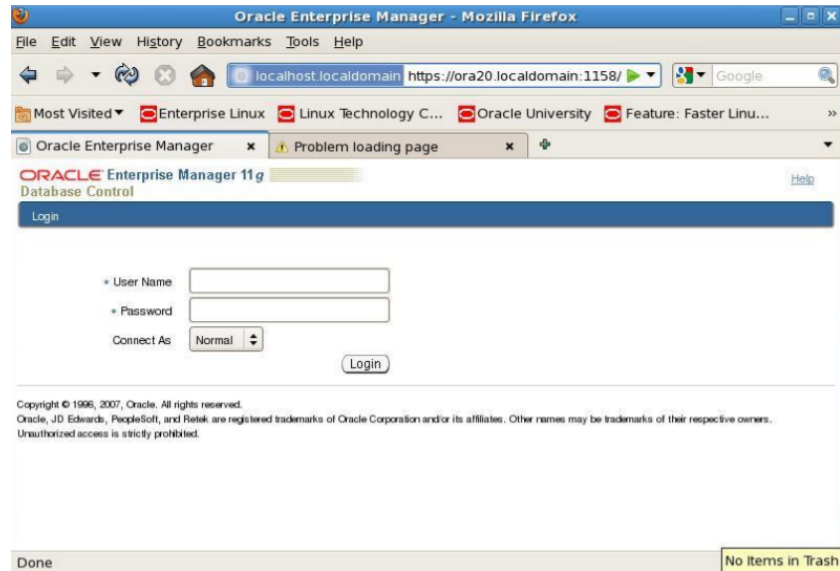 Oracle Enterprise Manager - Mozilla Firefox
File Edit View History Bookmarks Tools Help
localhost.localdomain https://ora20.localdomain:1158/ Google
Most Visited Enterprise Linux Linux Technology C... Oracle University Feature: Faster Linu... »
Oracle Enterprise Manager Problem loading page
ORACLE Enterprise Manager 11g
Database Control
Help
Login
* User Name
* Password
Connect As Normal
Login
Copyright © 1996, 2007, Oracle. All rights reserved.
Oracle, JD Edwards, PeopleSoft, and Retek are registered trademarks of Oracle Corporation and/or its affiliates. Other names may be trademarks of their respective owners.
Unauthorized access is strictly prohibited.
Done
No Items in Trash